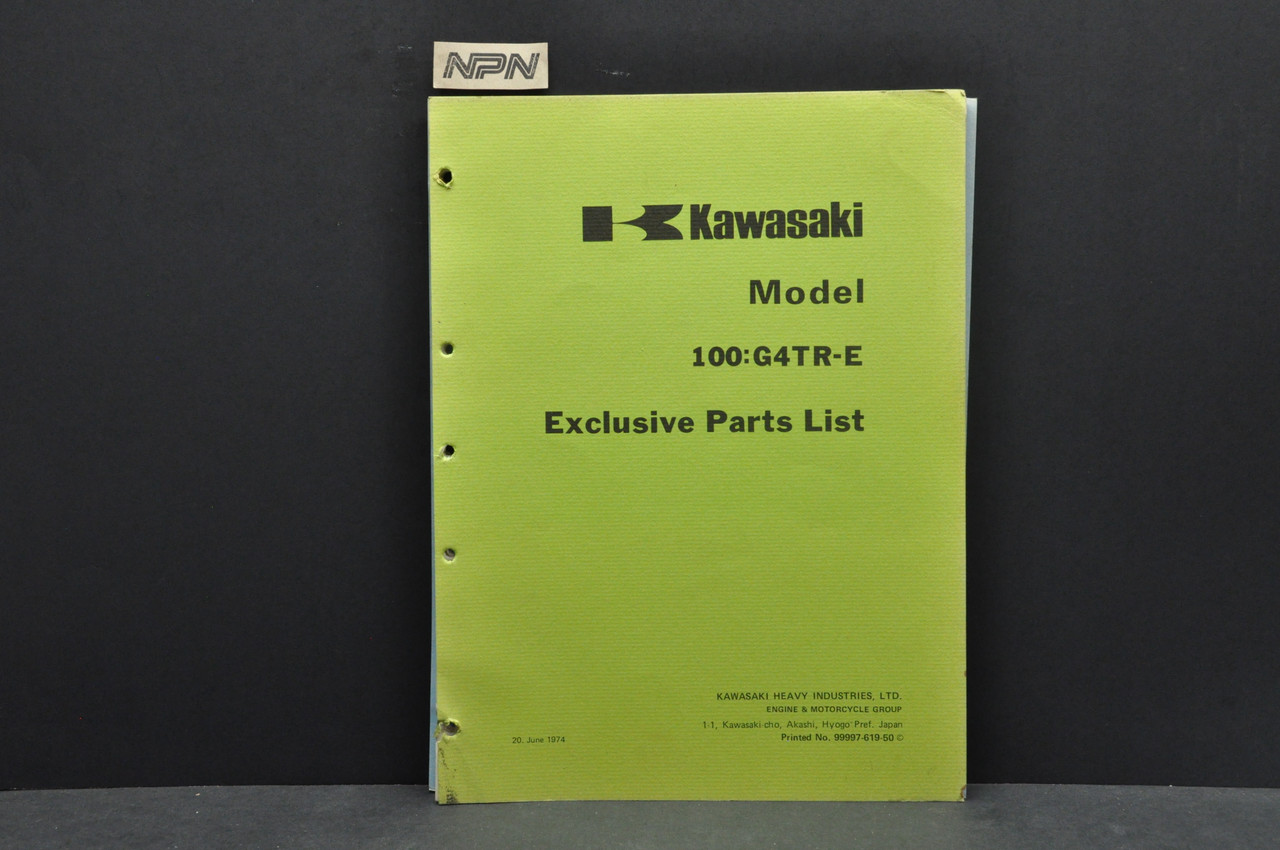 NPN
Kawasaki
Model
100:G4TR-E
Exclusive Parts List
KAWASAKI HEAVY INDUSTRIES, LTD.
ENGINE & MOTORCYCLE GROUP
1-1, Kawasaki-cho, Akashi, Hyogo Pref. Japan
20. June 1974 Printed No. 99997-619-50 ©